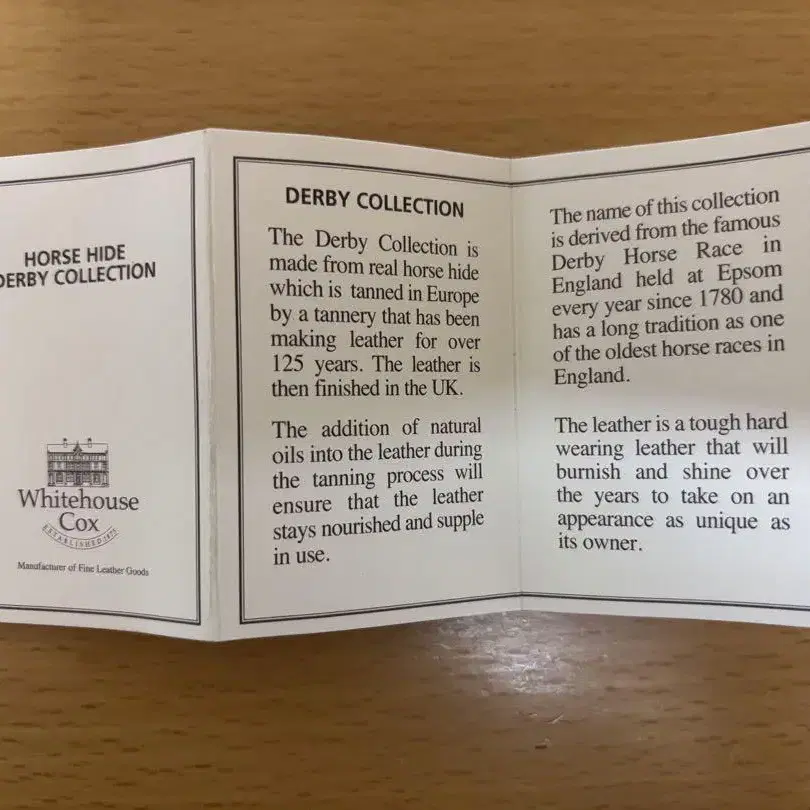 HORSE HIDE
DERBY COLLECTION
Whitehouse
Cox
ESTABLISHED 1875
Manufacturer of Fine Leather Goods
DERBY COLLECTION
The Derby Collection is
made from real horse hide
which is tanned in Europe
by a tannery that has been
making leather for over
125 years. The leather is
then finished in the UK.
The addition of natural
oils into the leather during
the tanning process will
ensure that the leather
stays nourished and supple
in use.
The name of this collection
is derived from the famous
Derby Horse Race in
England held at Epsom
every year since 1780 and
has a long tradition as one
of the oldest horse races in
England.
The leather is a tough hard
wearing leather that will
burnish and shine over
the years to take on an
appearance as unique as
its owner.